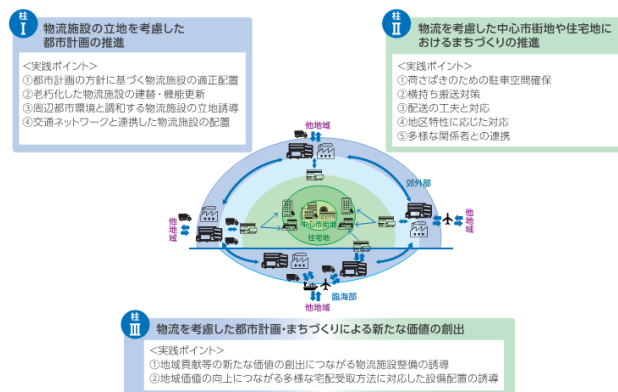 柱
I
物流施設の立地を考慮した
都市計画の推進
<実践ポイント>
①都市計画の方針に基づく物流施設の適正配置
②老朽化した物流施設の建替・機能更新
③周辺都市環境と調和する物流施設の立地誘導
④交通ネットワークと連携した物流施設の配置
柱
II
物流を考慮した中心市街地や住宅地に
おけるまちづくりの推進
<実践ポイント>
①荷さばきのための駐車空間確保
②横持ち搬送対策
③配送の工夫と対応
④地区特性に応じた対応
⑤多様な関係者との連携
他地域
郊外部
他地域
他地域
中心市街地
住宅地
臨海部
他地域
柱
III
物流を考慮した都市計画・まちづくりによる新たな価値の創出
<実践ポイント>
①地域貢献等の新たな価値の創出につながる物流施設整備の誘導
②地域価値の向上につながる多様な宅配受取方法に対応した設備配置の誘導